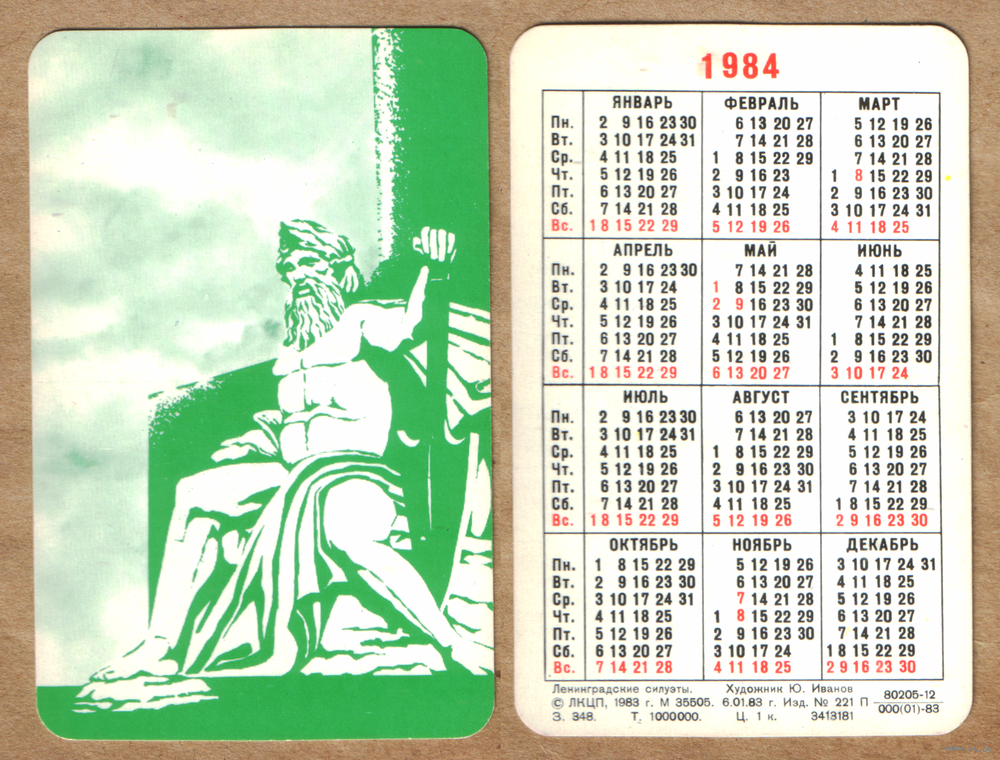 1984
ЯНВАРЬ ФЕВРАЛЬ МАРТ
Пн. 2 9 16 23 30 6 13 20 27 5 12 19 26
Вт. 3 10 17 24 31 7 14 21 28 6 13 20 27
Ср. 4 11 18 25 1 8 15 22 29 7 14 21 28
Чт. 5 12 19 26 2 9 16 23 1 8 15 22 29
Пт. 6 13 20 27 3 10 17 24 2 9 16 23 30
Сб. 7 14 21 28 4 11 18 25 3 10 17 24 31
Вс. 1 8 15 22 29 5 12 19 26 4 11 18 25
АПРЕЛЬ МАЙ ИЮНЬ
Пн. 2 9 16 23 30 7 14 21 28 4 11 18 25
Вт. 3 10 17 24 1 8 15 22 29 5 12 19 26
Ср. 4 11 18 25 2 9 16 23 30 6 13 20 27
Чт. 5 12 19 26 3 10 17 24 31 7 14 21 28
Пт. 6 13 20 27 4 11 18 25 1 8 15 22 29
Сб. 7 14 21 28 5 12 19 26 2 9 16 23 30
Вс. 1 8 15 22 29 6 13 20 27 3 10 17 24
ИЮЛЬ АВГУСТ СЕНТЯБРЬ
Пн. 2 9 16 23 30 6 13 20 27 3 10 17 24
Вт. 3 10 17 24 31 7 14 21 28 4 11 18 25
Ср. 4 11 18 25 1 8 15 22 29 5 12 19 26
Чт. 5 12 19 26 2 9 16 23 30 6 13 20 27
Пт. 6 13 20 27 3 10 17 24 31 7 14 21 28
Сб. 7 14 21 28 4 11 18 25 1 8 15 22 29
Вс. 1 8 15 22 29 5 12 19 26 2 9 16 23 30
ОКТЯБРЬ НОЯБРЬ ДЕКАБРЬ
Пн. 1 8 15 22 29 5 12 19 26 3 10 17 24 31
Вт. 2 9 16 23 30 6 13 20 27 4 11 18 25
Ср. 3 10 17 24 31 7 14 21 28 5 12 19 26
Чт. 4 11 18 25 1 8 15 22 29 6 13 20 27
Пт. 5 12 19 26 2 9 16 23 30 7 14 21 28
Сб. 6 13 20 27 3 10 17 24 1 8 15 22 29
Вс. 7 14 21 28 4 11 18 25 2 9 16 23 30
Ленинградские силуэты. Художник Ю. Иванов
© ЛКЦП, 1983 г. М 35505. 6.01.83 г. Изд. № 221 П
З. 348. Т. 1000000. Ц. 1 к. 3413181
80205-12
000(01)-83